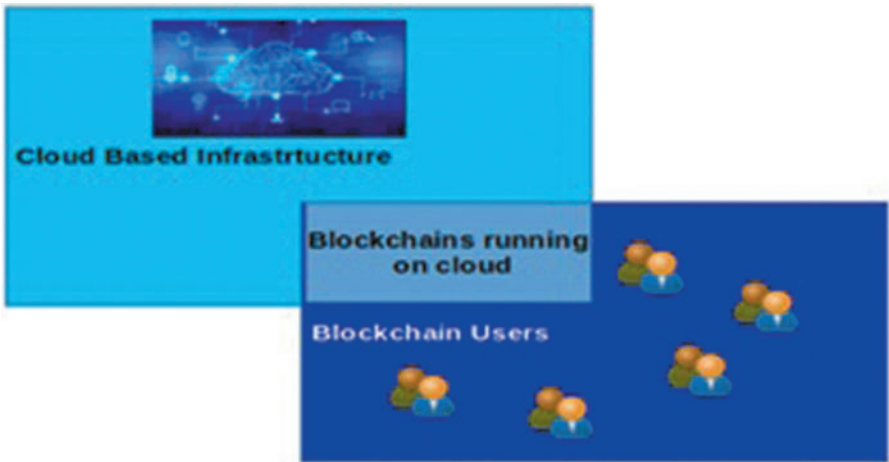 Cloud Based Infrastrtucture
Blockchains running
on cloud
Blockchain Users